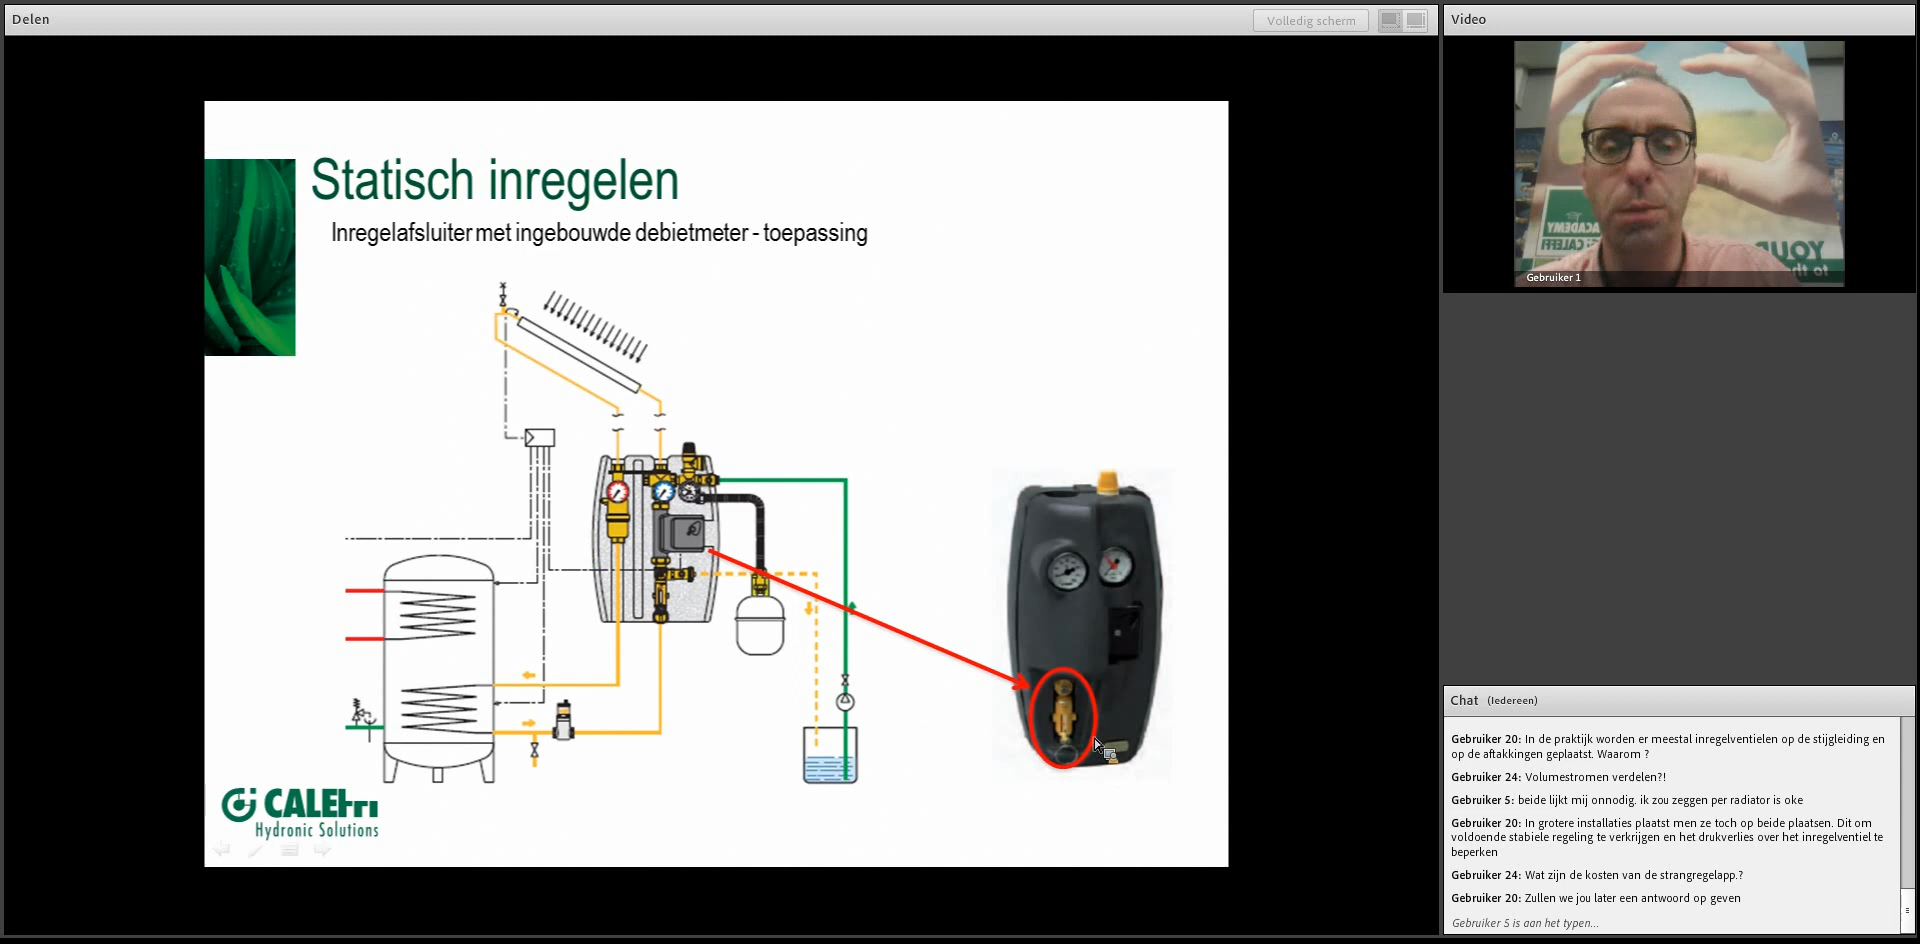 Delen
Volledig scherm
Statisch inregelen
Inregelafsluiter met ingebouwde debietmeter - toepassing
CALEFFI
Hydronic Solutions
Video
ACADEMY
CALEFFI
YOUR
to th
Gebruiker 1
Chat (Iedereen)
Gebruiker 20: In de praktijk worden er meestal inregelventielen op de stijgleiding en
op de aftakkingen geplaatst. Waarom ?
Gebruiker 24: Volumestromen verdelen?!
Gebruiker 5: beide lijkt mij onnodig. ik zou zeggen per radiator is oke
Gebruiker 20: In grotere installaties plaatst men ze toch op beide plaatsen. Dit om
voldoende stabiele regeling te verkrijgen en het drukverlies over het inregelventiel te
beperken
Gebruiker 24: Wat zijn de kosten van de strangregelapp.?
Gebruiker 20: Zullen we jou later een antwoord op geven
Gebruiker 5 is aan het typen...